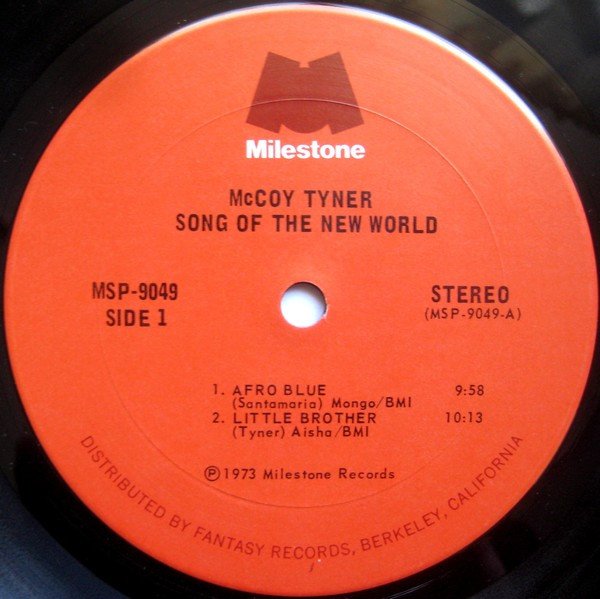 Milestone
McCOY TYNER
SONG OF THE NEW WORLD
MSP-9049
SIDE 1
STEREO
(MSP-9049-A)
1. AFRO BLUE 9:58
(Santamaria) Mongo/BMI
2. LITTLE BROTHER 10:13
(Tyner) Aisha/BMI
Ⓟ1973 Milestone Records
DISTRIBUTED BY FANTASY RECORDS, BERKELEY, CALIFORNIA